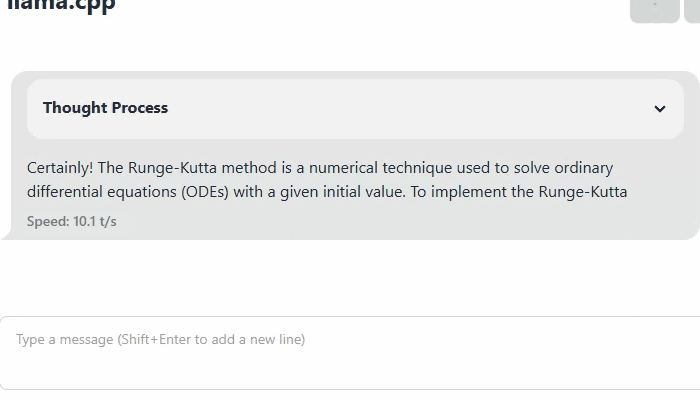 llama.cpp
Thought Process
Certainly! The Runge-Kutta method is a numerical technique used to solve ordinary
differential equations (ODEs) with a given initial value. To implement the Runge-Kutta
Speed: 10.1 t/s
Type a message (Shift+Enter to add a new line)